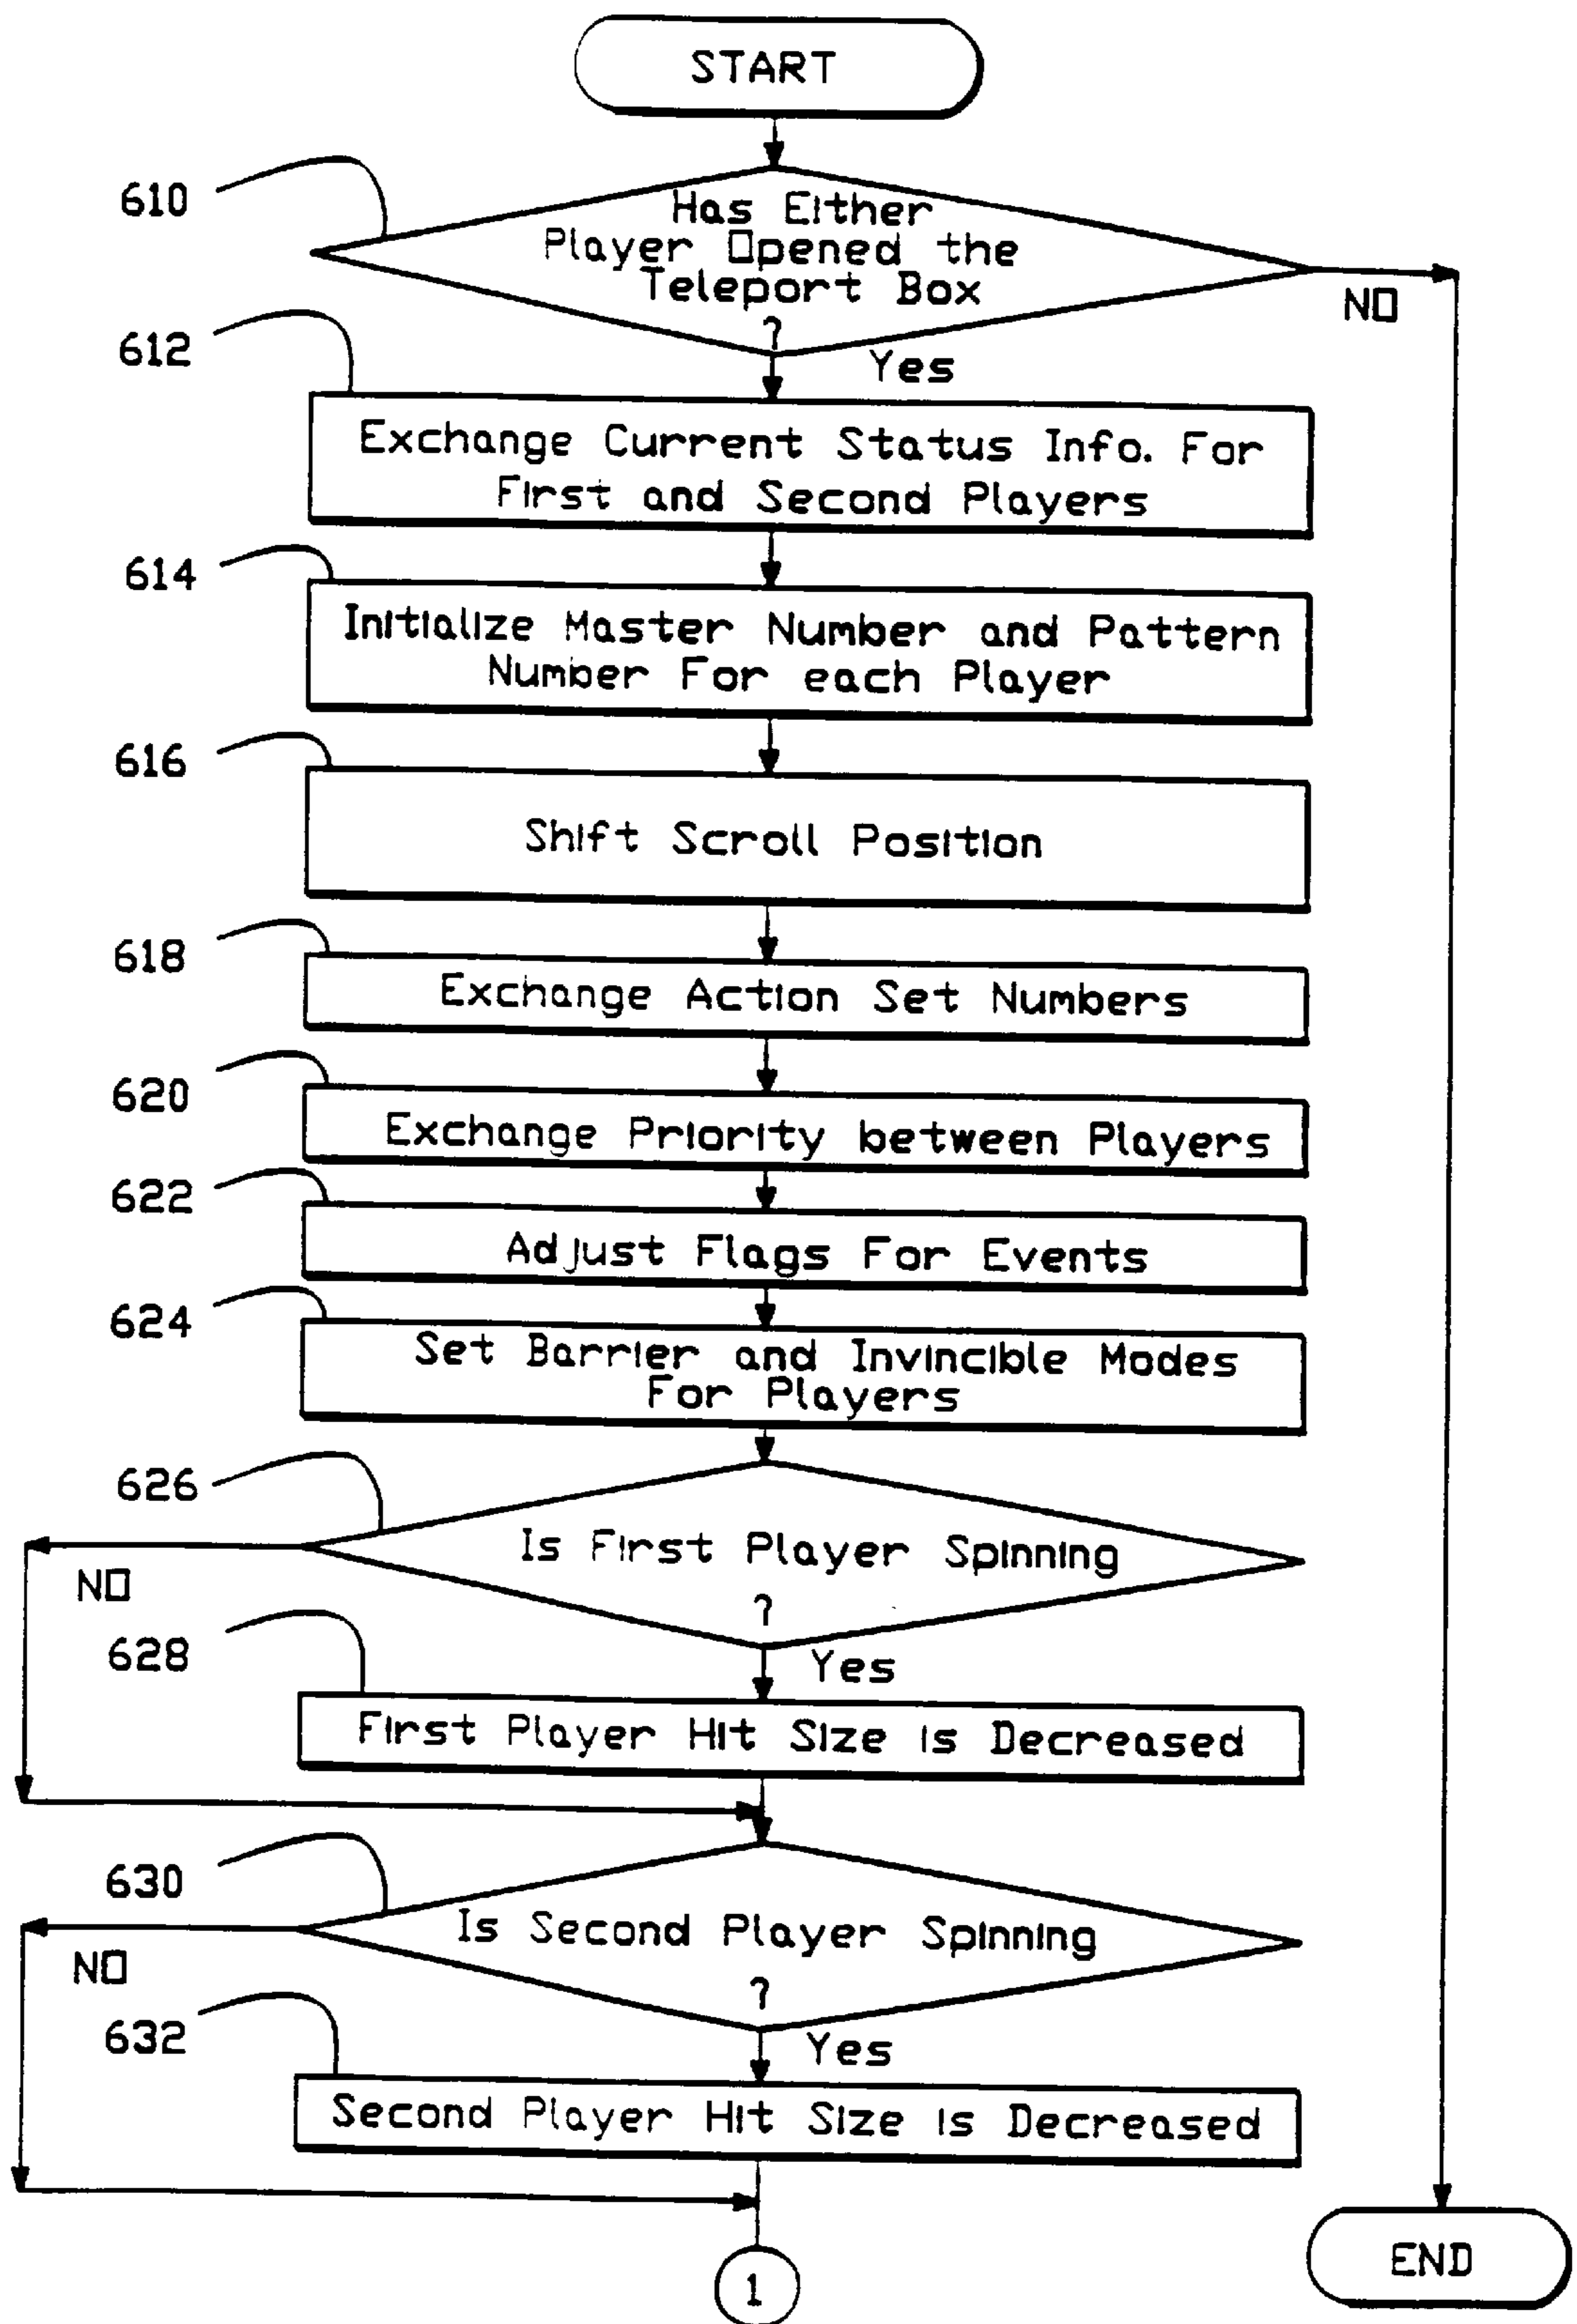 START
610
Has Either
Player Opened the
Teleport Box
?
NO
Yes
612
Exchange Current Status Info. For
First and Second Players
614
Initialize Master Number and Pattern
Number For each Player
616
Shift Scroll Position
618
Exchange Action Set Numbers
620
Exchange Priority between Players
622
Adjust Flags For Events
624
Set Barrier and Invincible Modes
For Players
626
Is First Player Spinning
?
NO
Yes
628
First Player Hit Size is Decreased
630
Is Second Player Spinning
?
NO
Yes
632
Second Player Hit Size is Decreased
1
END